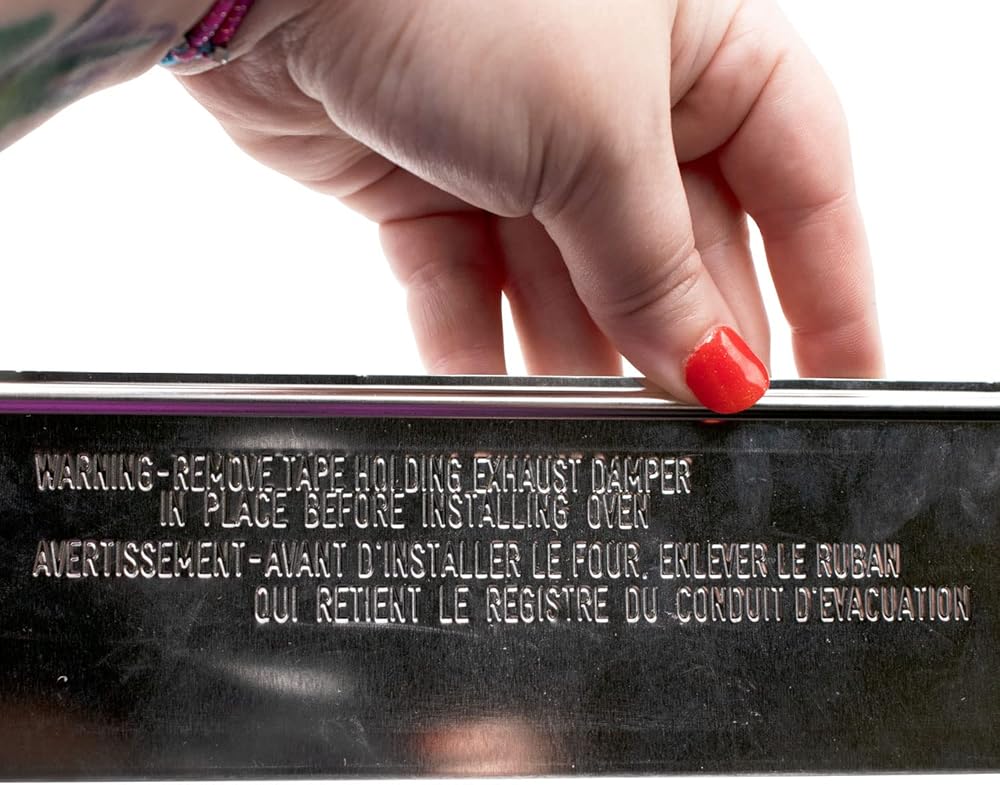 WARNING-REMOVE TAPE HOLDING EXHAUST DAMPER
IN PLACE BEFORE INSTALLING OVEN
AVERTISSEMENT-AVANT D'INSTALLER LE FOUR, ENLEVER LE RUBAN
QUI RETIENT LE REGISTRE DU CONDUIT D'EVACUATION